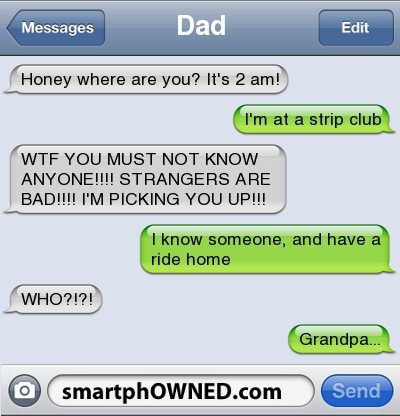 Messages Dad Edit
Honey where are you? It's 2 am!
I'm at a strip club
WTF YOU MUST NOT KNOW
ANYONE!!!! STRANGERS ARE
BAD!!!! I'M PICKING YOU UP!!!
I know someone, and have a
ride home
WHO?!?!
Grandpa...
smartphOWNED.com Send